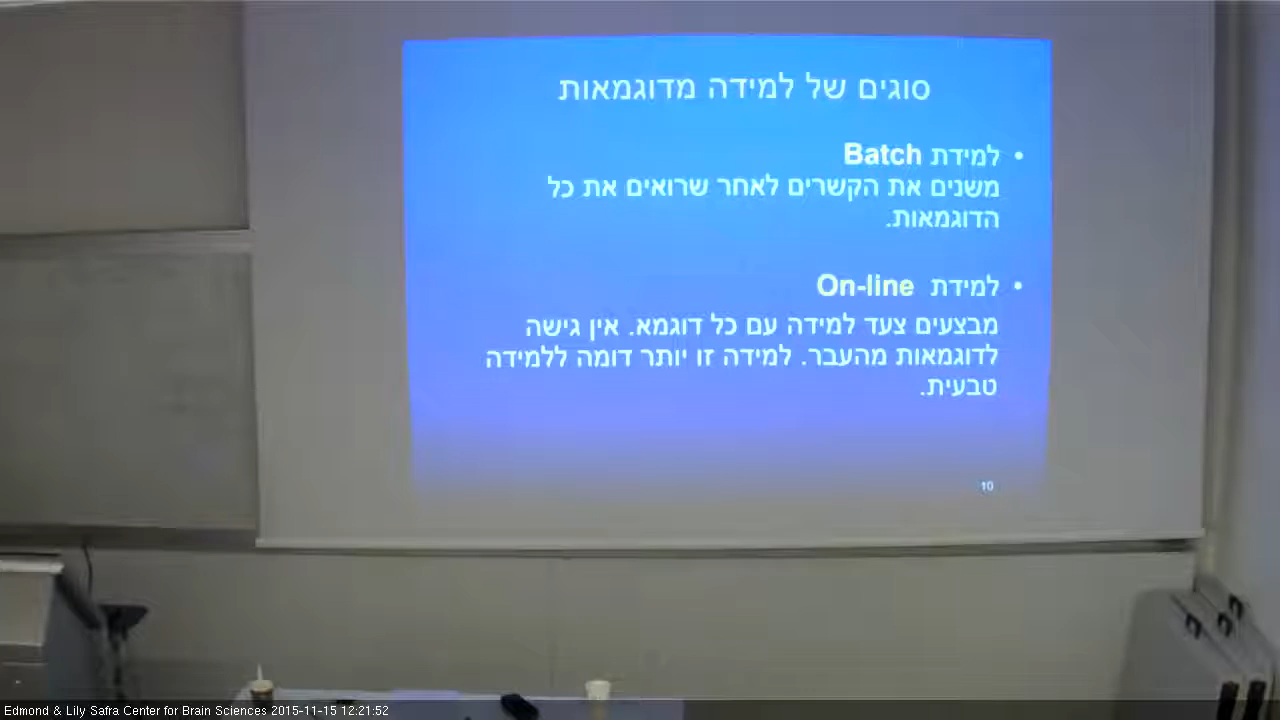 סוגים של למידה מדוגמאות
• למידת Batch
משנים את הקשרים לאחר שרואים את כל
הדוגמאות.
• למידת On-line
מבצעים צעד למידה עם כל דוגמא. אין גישה
לדוגמאות מהעבר. למידה זו יותר דומה ללמידה
טבעית.
10
Edmond & Lily Safra Center for Brain Sciences 2015-11-15 12:21:52